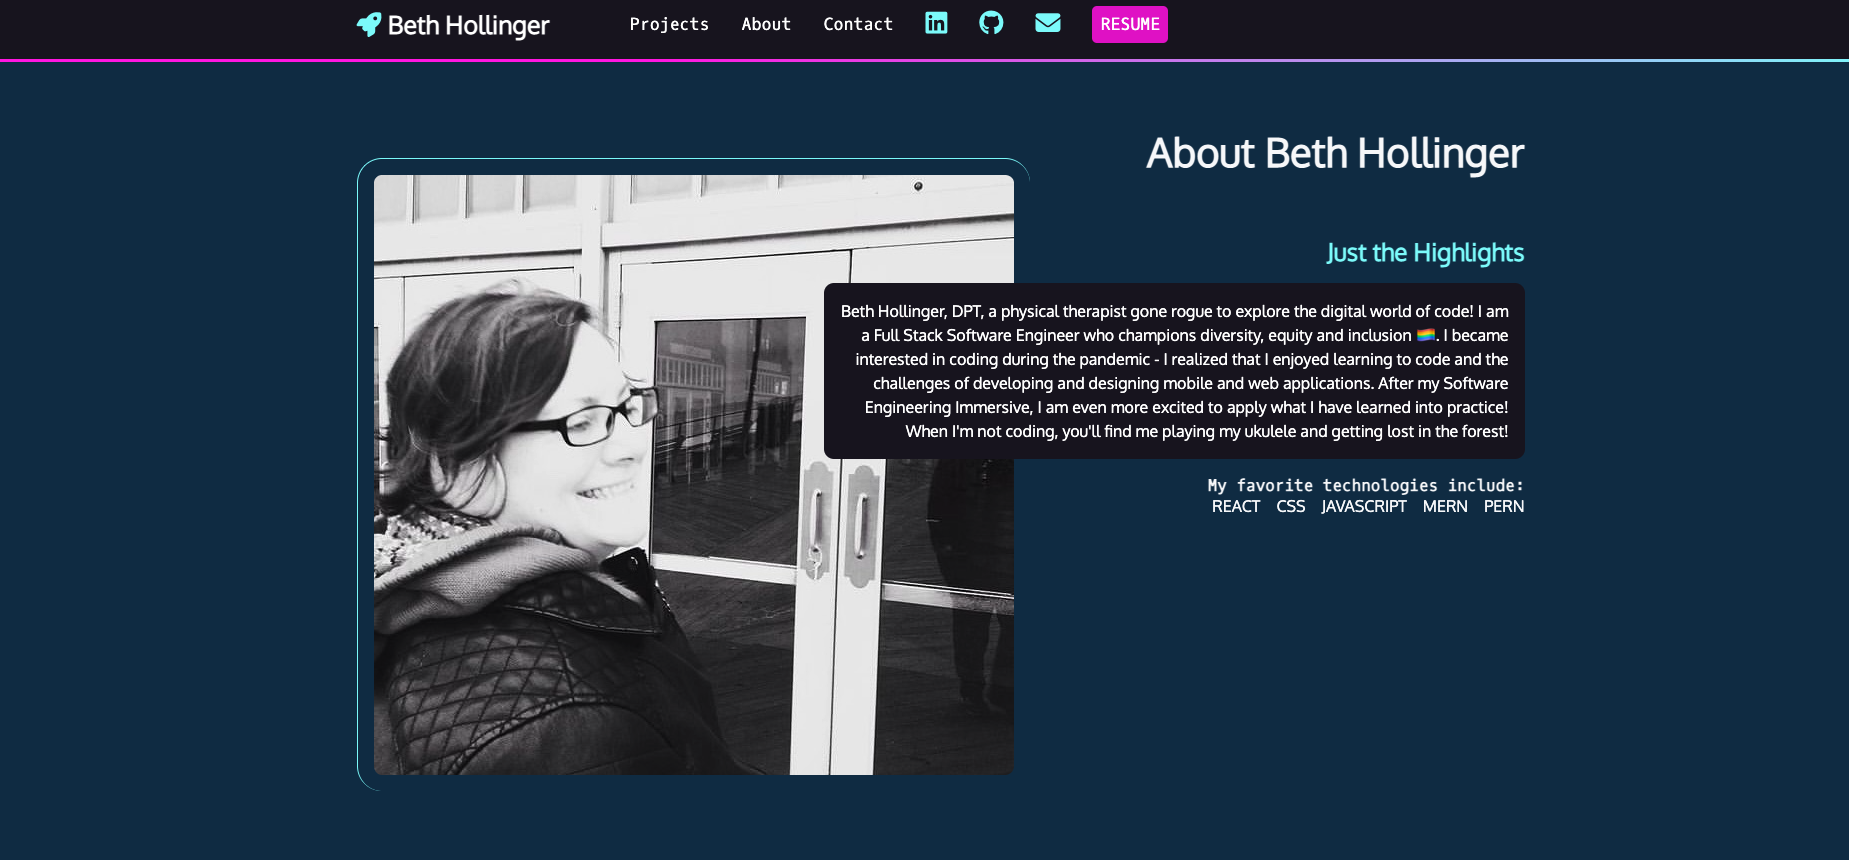 Beth Hollinger Projects About Contact RESUME
About Beth Hollinger
Just the Highlights
Beth Hollinger, DPT, a physical therapist gone rogue to explore the digital world of code! I am
a Full Stack Software Engineer who champions diversity, equity and inclusion 🏳️‍🌈. I became
interested in coding during the pandemic - I realized that I enjoyed learning to code and the
challenges of developing and designing mobile and web applications. After my Software
Engineering Immersive, I am even more excited to apply what I have learned into practice!
When I'm not coding, you'll find me playing my ukulele and getting lost in the forest!
My favorite technologies include:
REACT CSS JAVASCRIPT MERN PERN